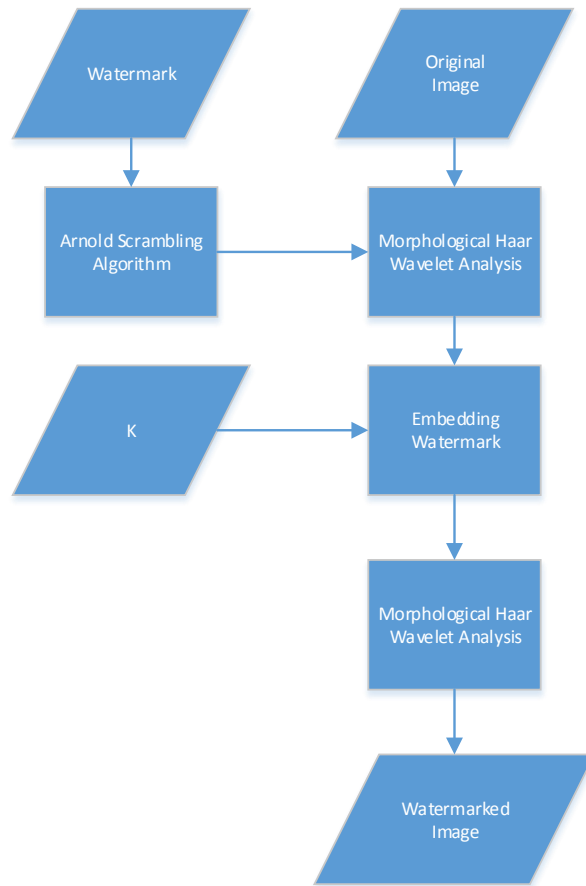 Watermark
Original
Image
Arnold Scrambling
Algorithm
Morphological Haar
Wavelet Analysis
K
Embedding
Watermark
Morphological Haar
Wavelet Analysis
Watermarked
Image